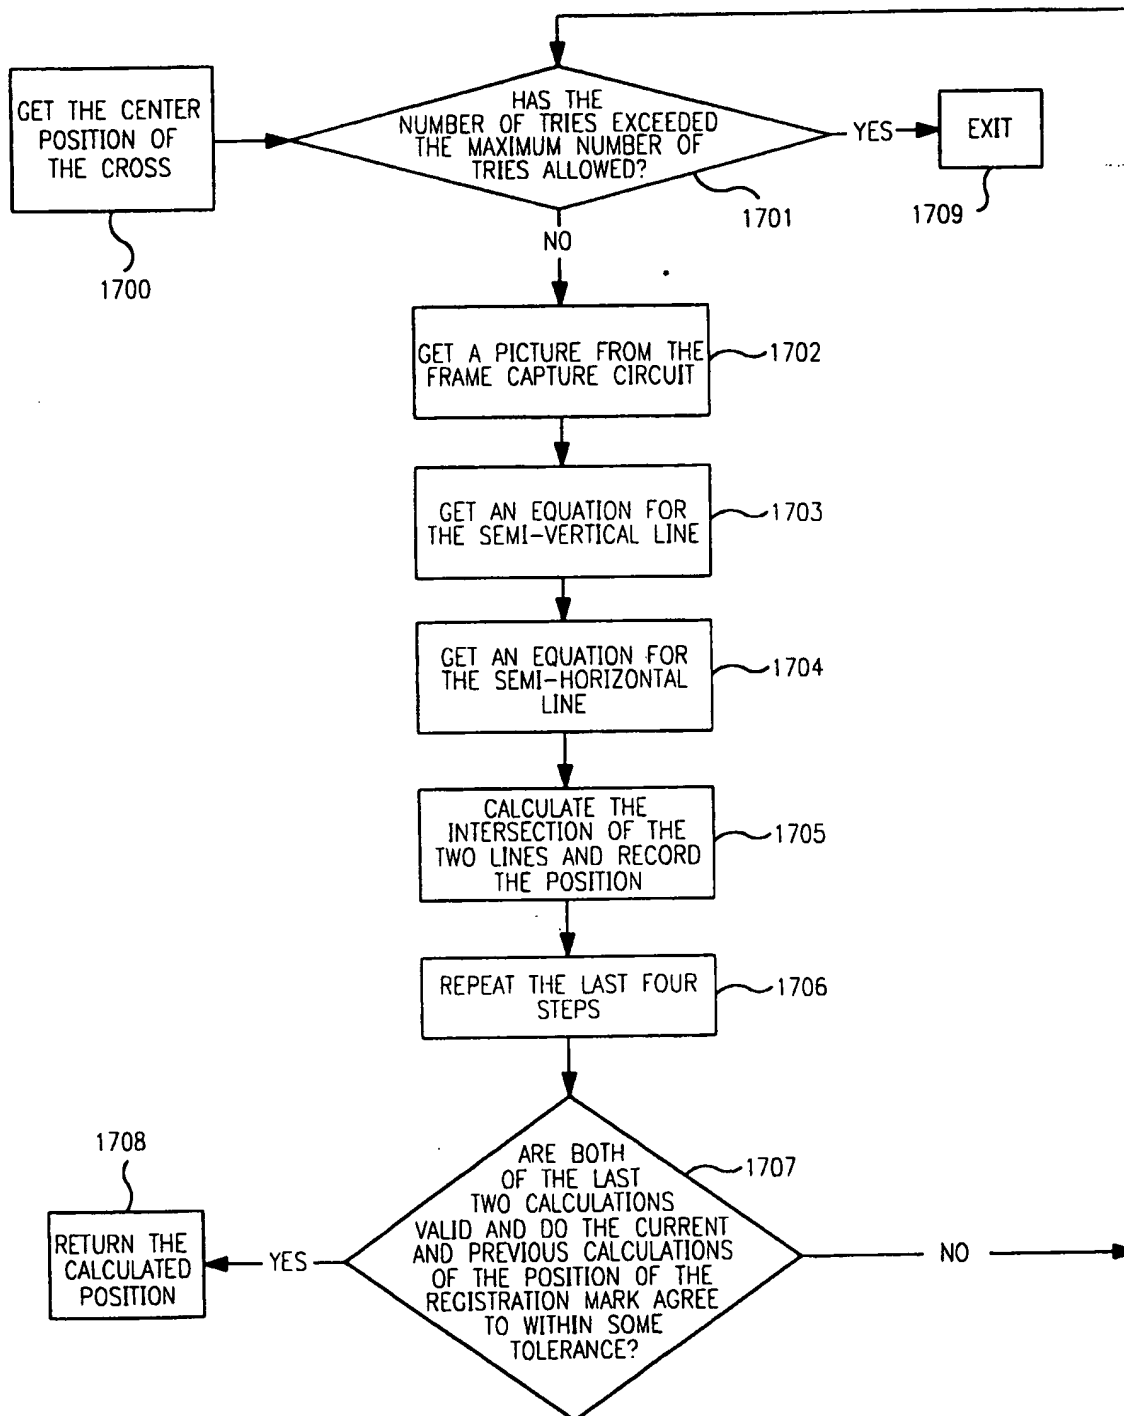 GET THE CENTER
POSITION OF
THE CROSS
1700
HAS THE
NUMBER OF TRIES EXCEEDED
THE MAXIMUM NUMBER OF
TRIES ALLOWED?
1701
YES
EXIT
1709
NO
GET A PICTURE FROM THE
FRAME CAPTURE CIRCUIT
1702
GET AN EQUATION FOR
THE SEMI-VERTICAL LINE
1703
GET AN EQUATION FOR
THE SEMI-HORIZONTAL
LINE
1704
CALCULATE THE
INTERSECTION OF THE
TWO LINES AND RECORD
THE POSITION
1705
REPEAT THE LAST FOUR
STEPS
1706
ARE BOTH
OF THE LAST
TWO CALCULATIONS
VALID AND DO THE CURRENT
AND PREVIOUS CALCULATIONS
OF THE POSITION OF THE
REGISTRATION MARK AGREE
TO WITHIN SOME
TOLERANCE?
1707
NO
YES
1708
RETURN THE
CALCULATED
POSITION